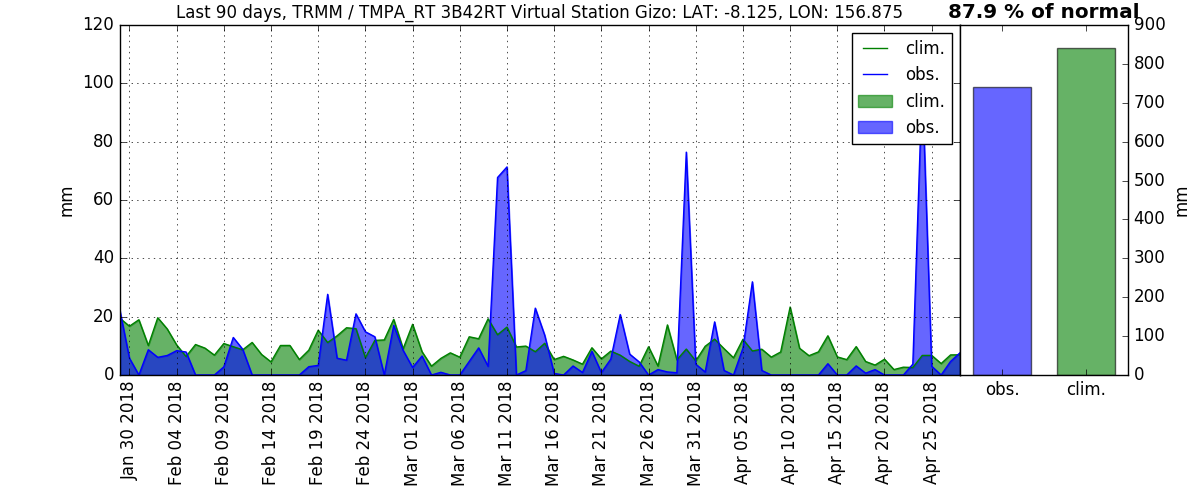 Last 90 days, TRMM / TMPA_RT 3B42RT Virtual Station Gizo: LAT: -8.125, LON: 156.875
87.9 % of normal
120
100
80
60
40
20
0
mm
clim.
obs.
clim.
obs.
Jan 30 2018
Feb 04 2018
Feb 09 2018
Feb 14 2018
Feb 19 2018
Feb 24 2018
Mar 01 2018
Mar 06 2018
Mar 11 2018
Mar 16 2018
Mar 21 2018
Mar 26 2018
Mar 31 2018
Apr 05 2018
Apr 10 2018
Apr 15 2018
Apr 20 2018
Apr 25 2018
900
800
700
600
500
400
300
200
100
0
mm
obs.
clim.